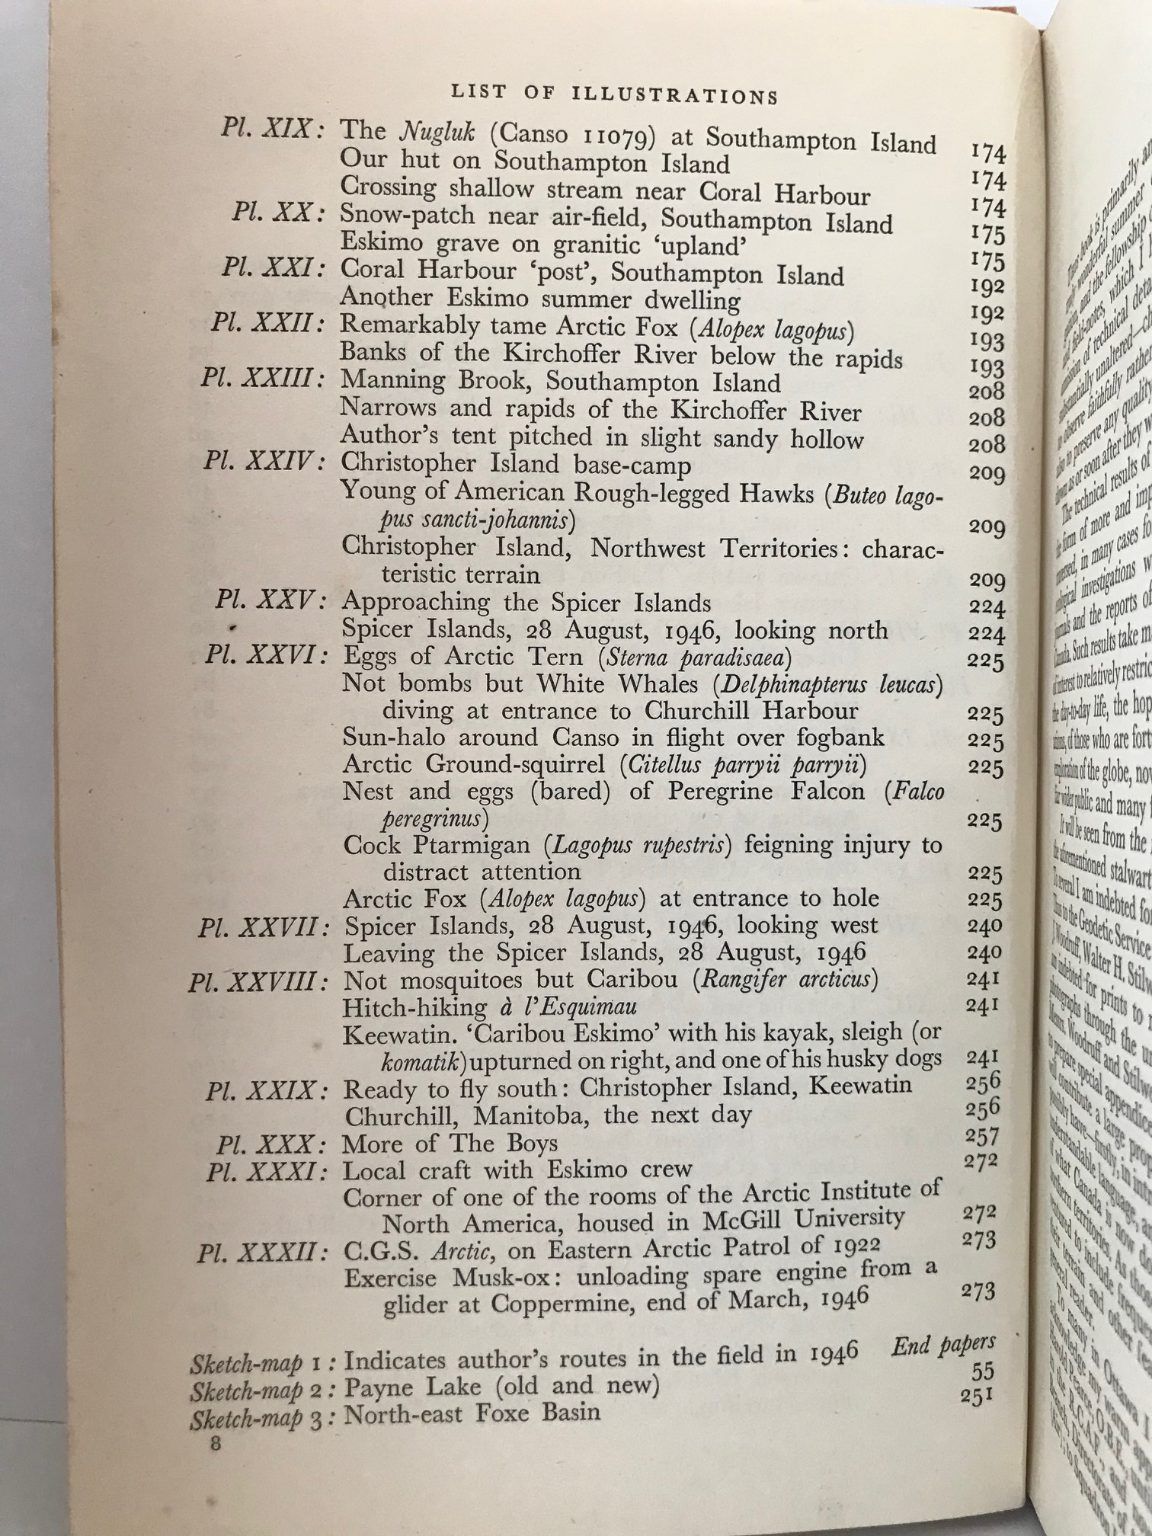 LIST OF ILLUSTRATIONS
Pl. XIX: The Nugluk (Canso 11079) at Southampton Island 174
Our hut on Southampton Island 174
Crossing shallow stream near Coral Harbour 174
Pl. XX: Snow-patch near air-field, Southampton Island 175
Eskimo grave on granitic ‘upland’ 175
Pl. XXI: Coral Harbour ‘post’, Southampton Island 192
Another Eskimo summer dwelling 192
Pl. XXII: Remarkably tame Arctic Fox (Alopex lagopus) 193
Banks of the Kirchoffer River below the rapids 193
Pl. XXIII: Manning Brook, Southampton Island 208
Narrows and rapids of the Kirchoffer River 208
Author’s tent pitched in slight sandy hollow 208
Pl. XXIV: Christopher Island base-camp 209
Young of American Rough-legged Hawks (Buteo lago-
pus sancti-johannis) 209
Christopher Island, Northwest Territories: charac-
teristic terrain 209
Pl. XXV: Approaching the Spicer Islands 224
Spicer Islands, 28 August, 1946, looking north 224
Pl. XXVI: Eggs of Arctic Tern (Sterna paradisaea) 225
Not bombs but White Whales (Delphinapterus leucas)
diving at entrance to Churchill Harbour 225
Sun-halo around Canso in flight over fogbank 225
Arctic Ground-squirrel (Citellus parryii parryii) 225
Nest and eggs (bared) of Peregrine Falcon (Falco
peregrinus) 225
Cock Ptarmigan (Lagopus rupestris) feigning injury to
distract attention 225
Arctic Fox (Alopex lagopus) at entrance to hole 225
Pl. XXVII: Spicer Islands, 28 August, 1946, looking west 240
Leaving the Spicer Islands, 28 August, 1946 240
Pl. XXVIII: Not mosquitoes but Caribou (Rangifer arcticus) 241
Hitch-hiking à l’Esquimau 241
Keewatin. ‘Caribou Eskimo’ with his kayak, sleigh (or
komatik) upturned on right, and one of his husky dogs 241
Pl. XXIX: Ready to fly south: Christopher Island, Keewatin 256
Churchill, Manitoba, the next day 256
Pl. XXX: More of The Boys 257
Pl. XXXI: Local craft with Eskimo crew 272
Corner of one of the rooms of the Arctic Institute of
North America, housed in McGill University 272
Pl. XXXII: C.G.S. Arctic, on Eastern Arctic Patrol of 1922 273
Exercise Musk-ox: unloading spare engine from a
glider at Coppermine, end of March, 1946 273
Sketch-map 1: Indicates author’s routes in the field in 1946 End papers
Sketch-map 2: Payne Lake (old and new) 55
Sketch-map 3: North-east Foxe Basin 251
8